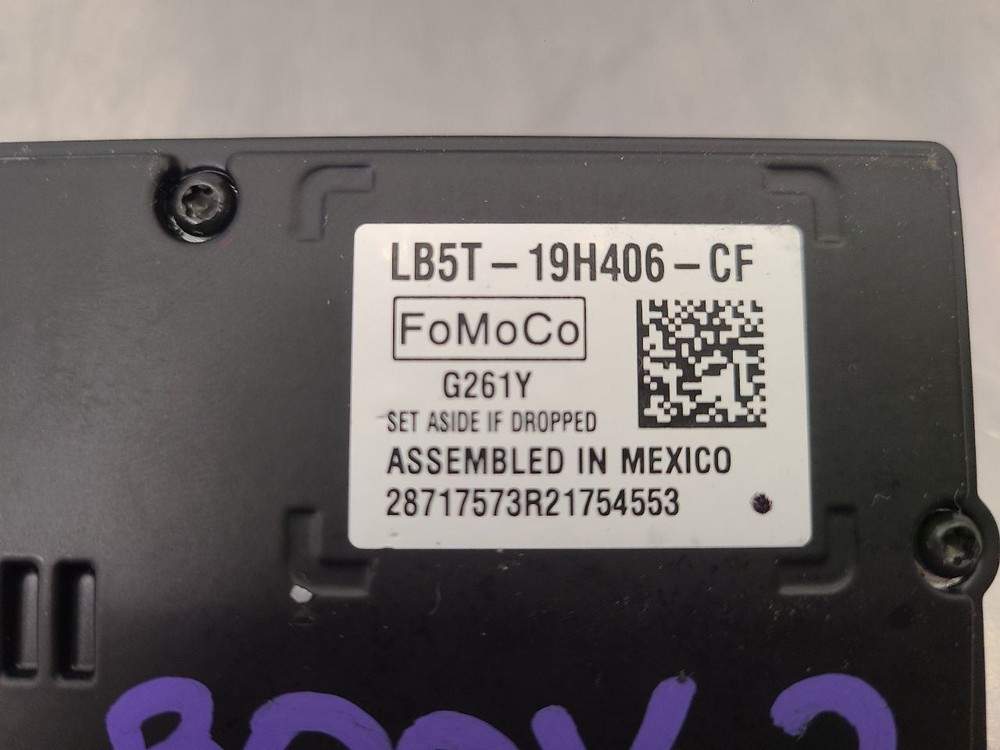 LB5T-19H406-CF
FoMoCo
G261Y
SET ASIDE IF DROPPED
ASSEMBLED IN MEXICO
28717573R21754553